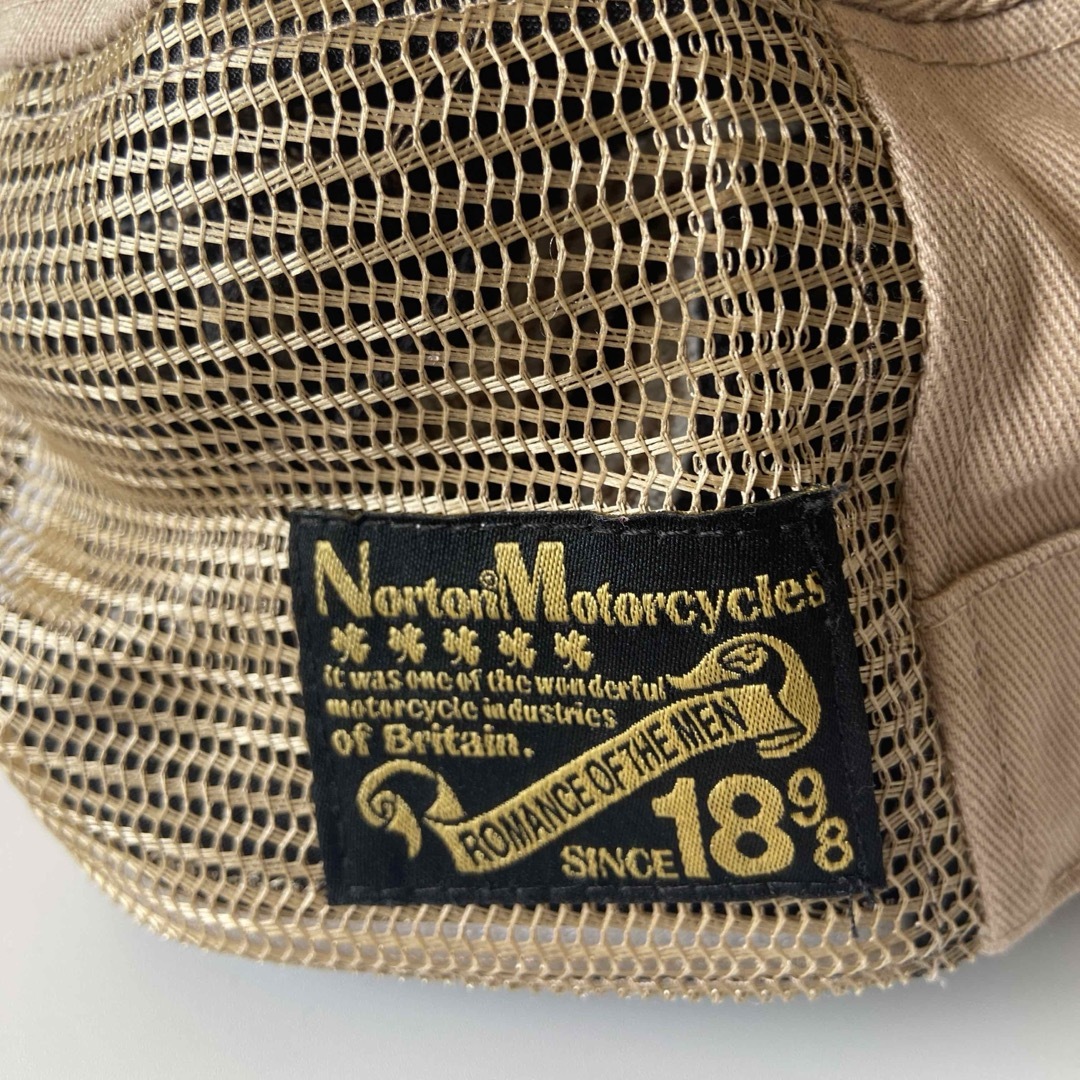 Norton® Motorcycles
It was one of the wonderful
motorcycle industries
of Britain.
ROMANCE OF THE MEN
SINCE 1898